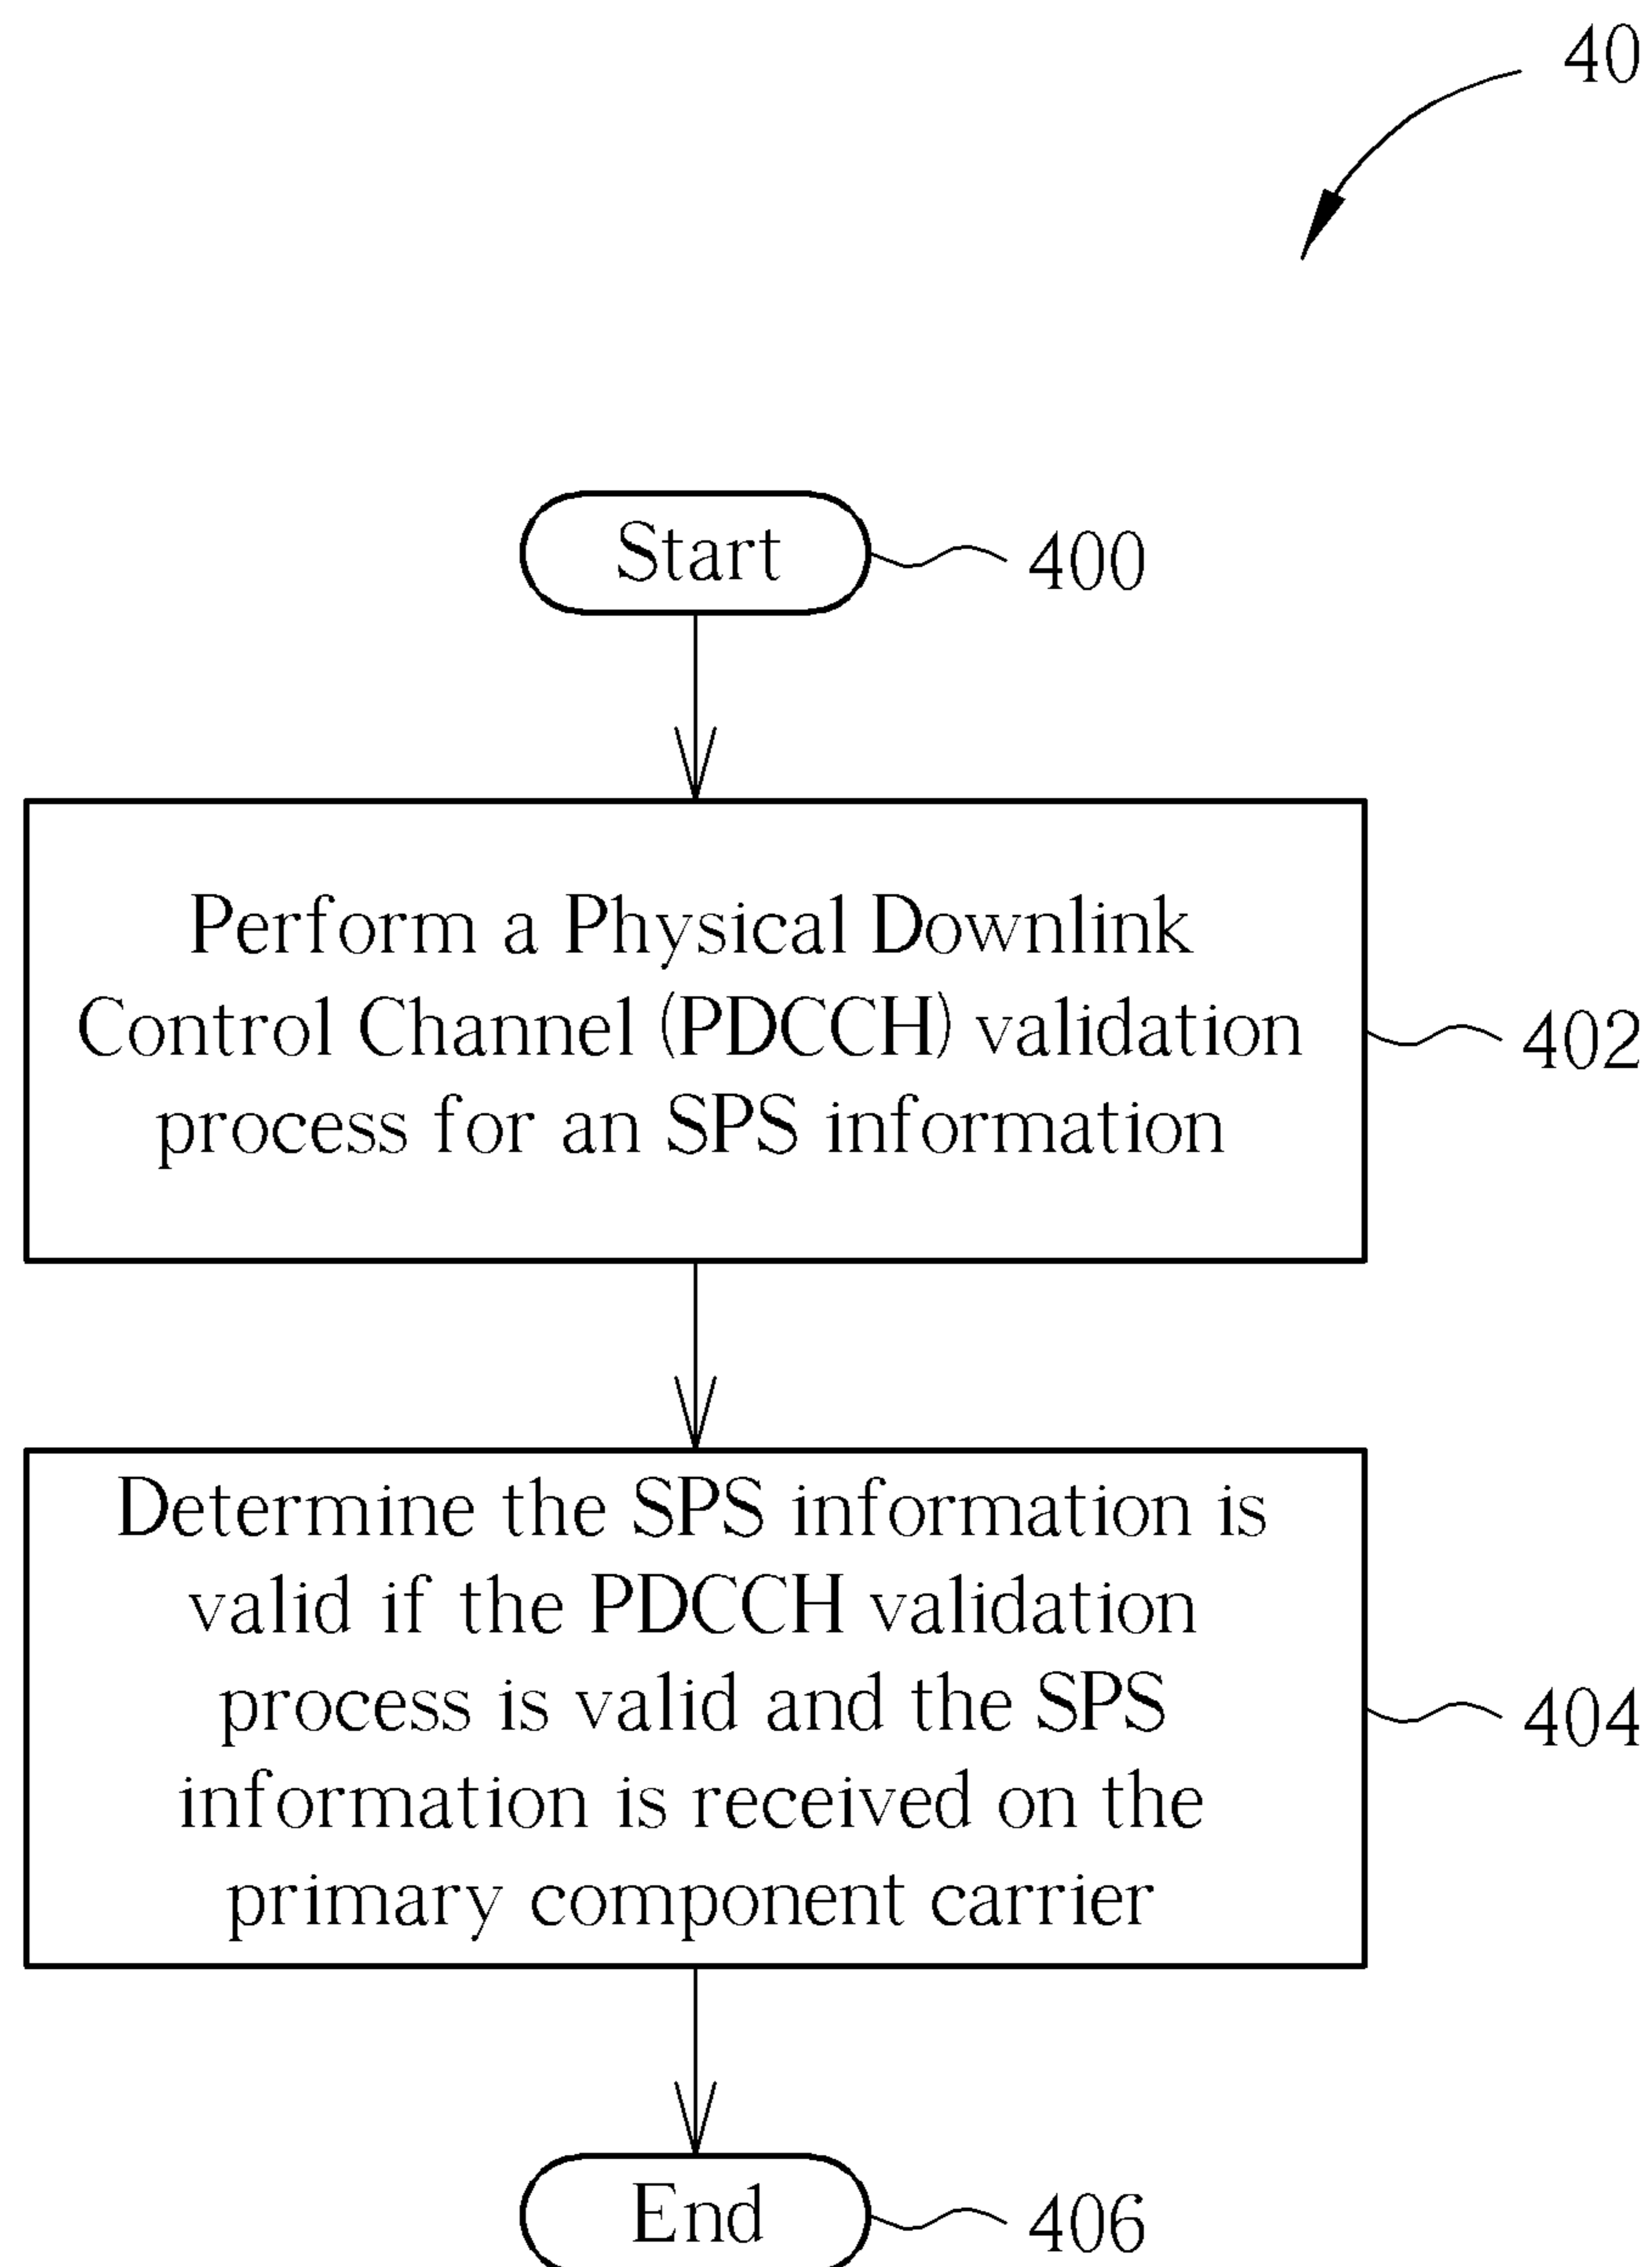 40
Start
400
Perform a Physical Downlink
Control Channel (PDCCH) validation
process for an SPS information
402
Determine the SPS information is
valid if the PDCCH validation
process is valid and the SPS
information is received on the
primary component carrier
404
End
406